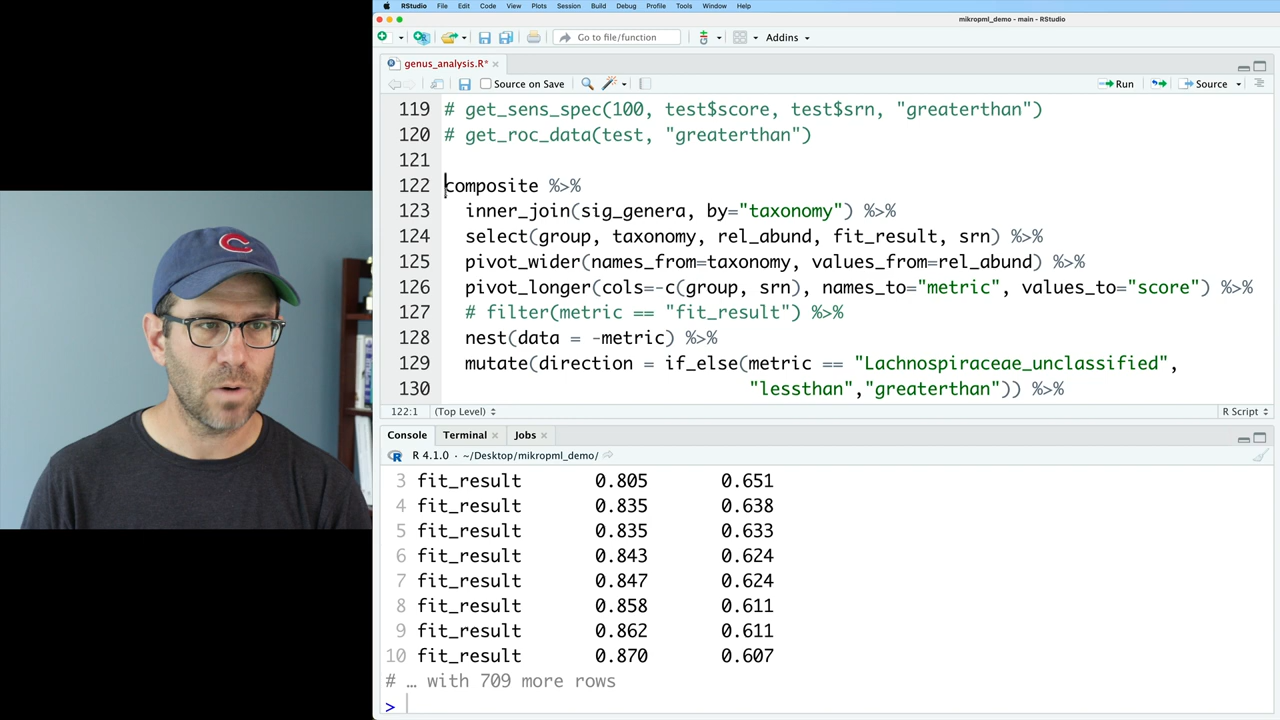 RStudio File Edit Code View Plots Session Build Debug Profile Tools Window Help
mikropml_demo - main - RStudio
Go to file/function Addins
genus_analysis.R*
Source on Save Run Source
119 # get_sens_spec(100, test$score, test$srn, "greaterthan")
120 # get_roc_data(test, "greaterthan")
121
122 composite %>%
123 inner_join(sig_genera, by="taxonomy") %>%
124 select(group, taxonomy, rel_abund, fit_result, srn) %>%
125 pivot_wider(names_from=taxonomy, values_from=rel_abund) %>%
126 pivot_longer(cols=-c(group, srn), names_to="metric", values_to="score") %>%
127 # filter(metric == "fit_result") %>%
128 nest(data = -metric) %>%
129 mutate(direction = if_else(metric == "Lachnospiraceae_unclassified",
130 "lessthan","greaterthan")) %>%
122:1 (Top Level) R Script
Console Terminal Jobs
R 4.1.0 · ~/Desktop/mikropml_demo/
3 fit_result 0.805 0.651
4 fit_result 0.835 0.638
5 fit_result 0.835 0.633
6 fit_result 0.843 0.624
7 fit_result 0.847 0.624
8 fit_result 0.858 0.611
9 fit_result 0.862 0.611
10 fit_result 0.870 0.607
# … with 709 more rows
>